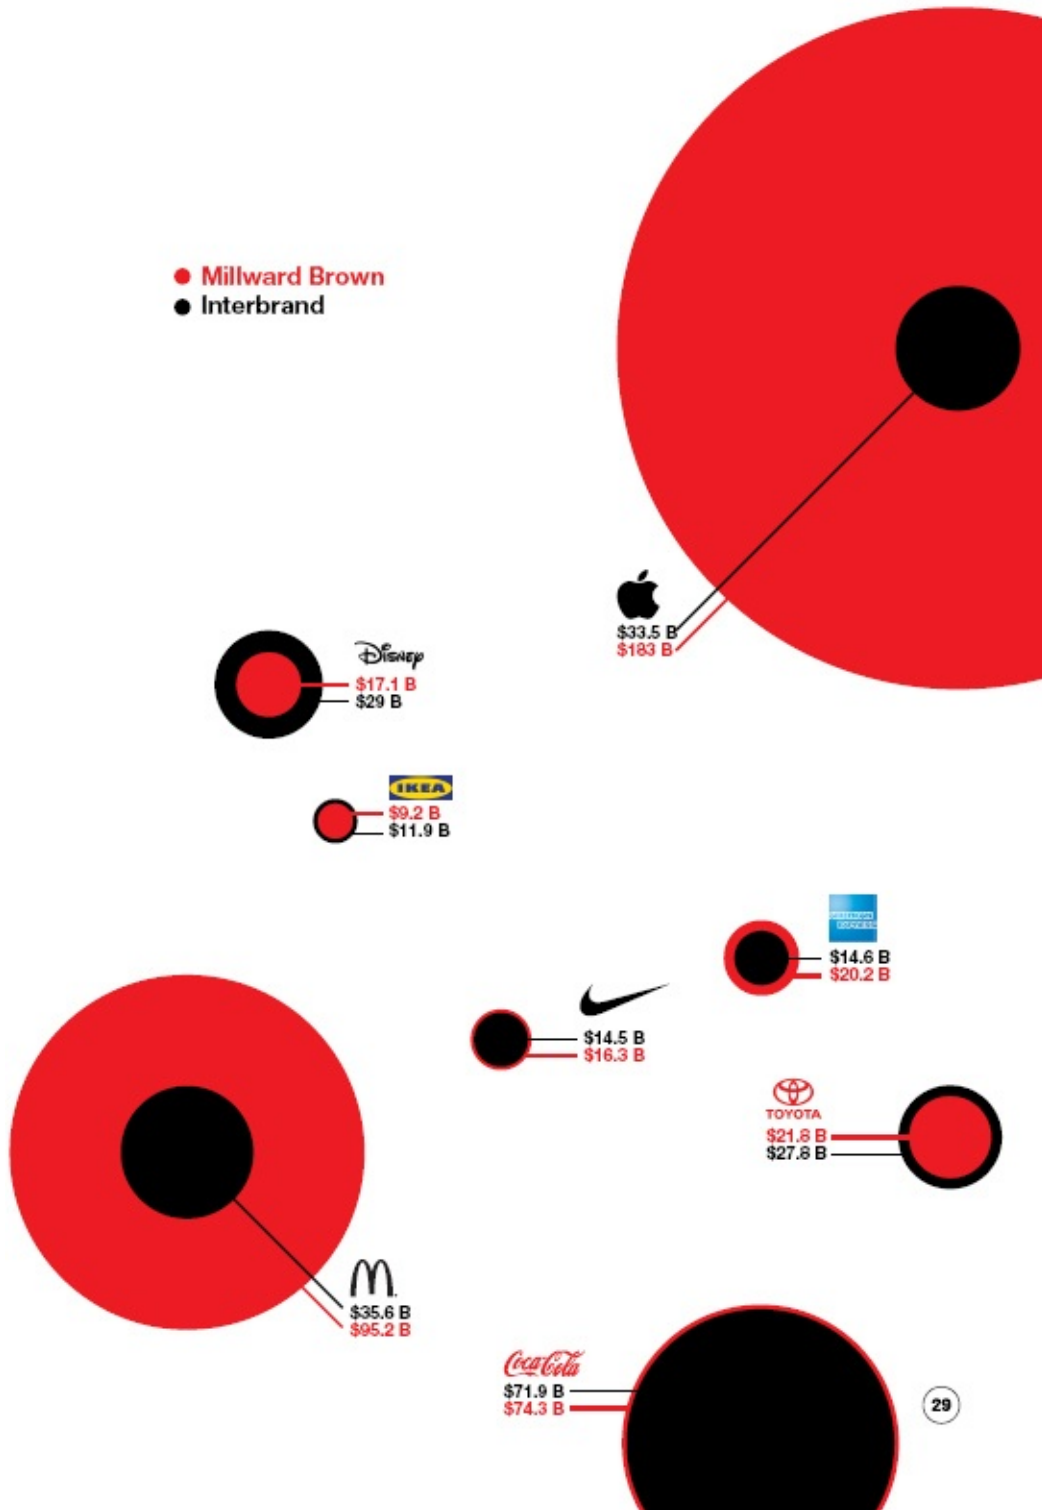 Millward Brown
Interbrand
$33.5 B
$183 B
Disney
$17.1 B
$29 B
IKEA
$9.2 B
$11.9 B
AMERICAN
EXPRESS
$14.6 B
$20.2 B
$14.5 B
$16.3 B
TOYOTA
$21.8 B
$27.8 B
$35.6 B
$95.2 B
Coca-Cola
$71.9 B
$74.3 B
29